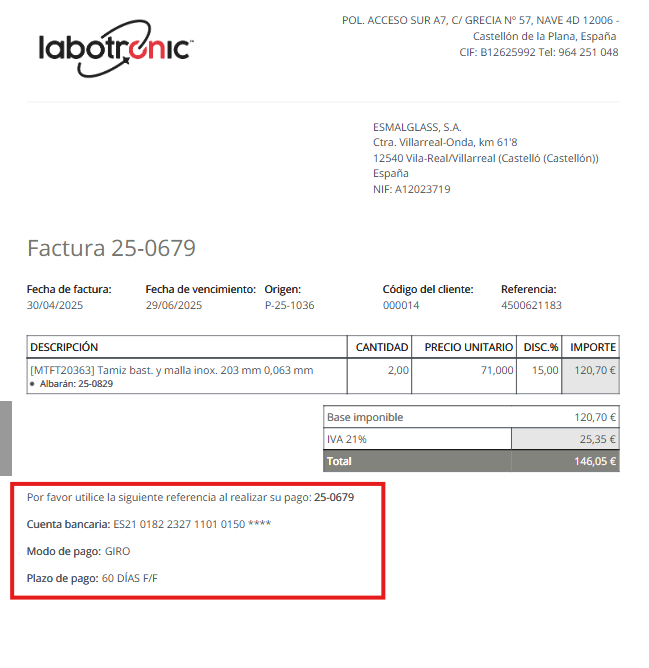 labotronic™
POL. ACCESO SUR A7, C/ GRECIA Nº 57, NAVE 4D 12006 -
Castellón de la Plana, España
CIF: B12625992 Tel: 964 251 048
ESMALGLASS, S.A.
Ctra. Villarreal-Onda, km 61'8
12540 Vila-Real/Villarreal (Castelló (Castellón))
España
NIF: A12023719
Factura 25-0679
Fecha de factura: Fecha de vencimiento: Origen: Código del cliente: Referencia:
30/04/2025 29/06/2025 P-25-1036 000014 4500621183
DESCRIPCIÓN CANTIDAD PRECIO UNITARIO DISC.% IMPORTE
[MTFT20363] Tamiz bast. y malla inox. 203 mm 0,063 mm 2,00 71,000 15,00 120,70 €
• Albarán: 25-0829
Base imponible 120,70 €
IVA 21% 25,35 €
Total 146,05 €
Por favor utilice la siguiente referencia al realizar su pago: 25-0679
Cuenta bancaria: ES21 0182 2327 1101 0150 ****
Modo de pago: GIRO
Plazo de pago: 60 DÍAS F/F